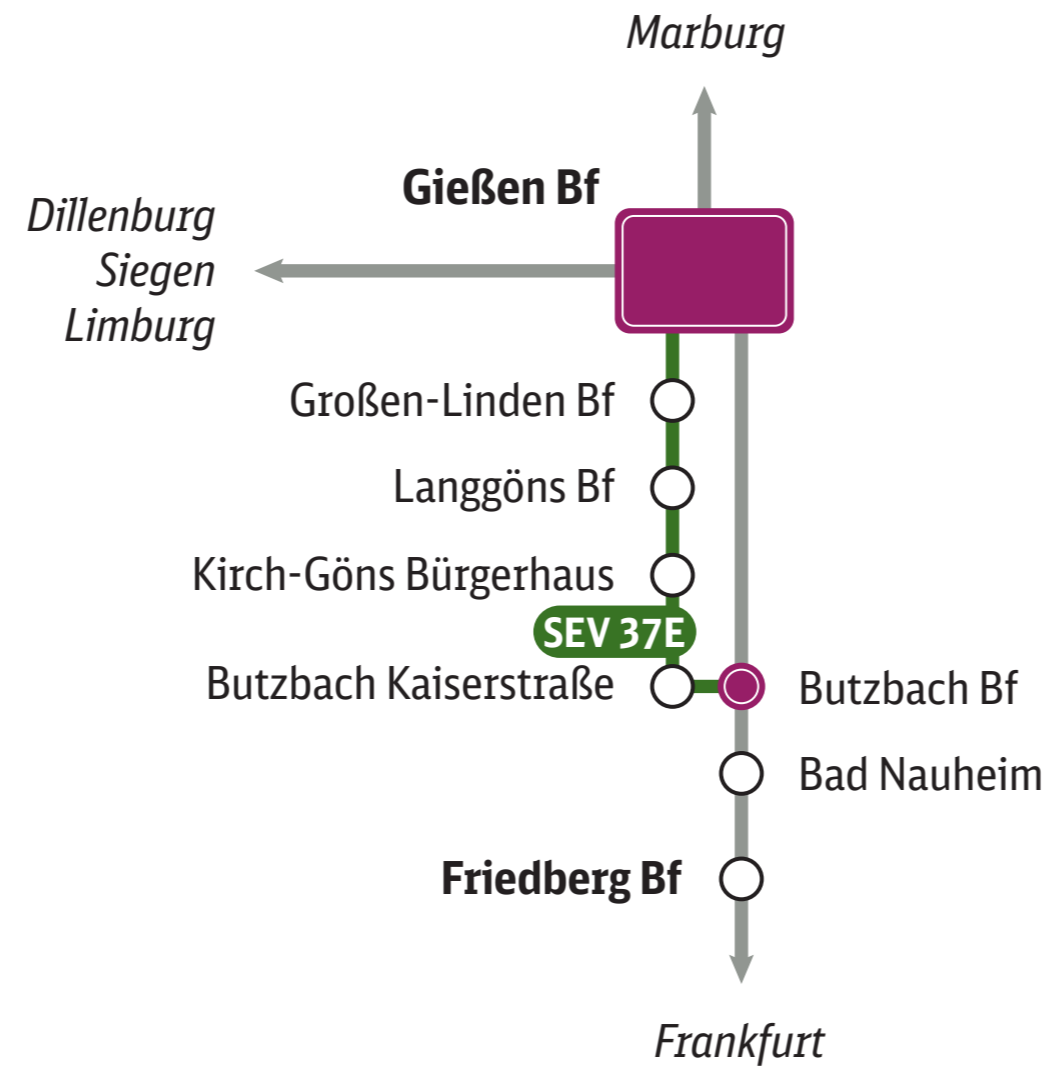 Marburg
Gießen Bf
Dillenburg
Siegen
Limburg
Großen-Linden Bf
Langgöns Bf
Kirch-Göns Bürgerhaus
SEV 37E
Butzbach Kaiserstraße
Butzbach Bf
Bad Nauheim
Friedberg Bf
Frankfurt